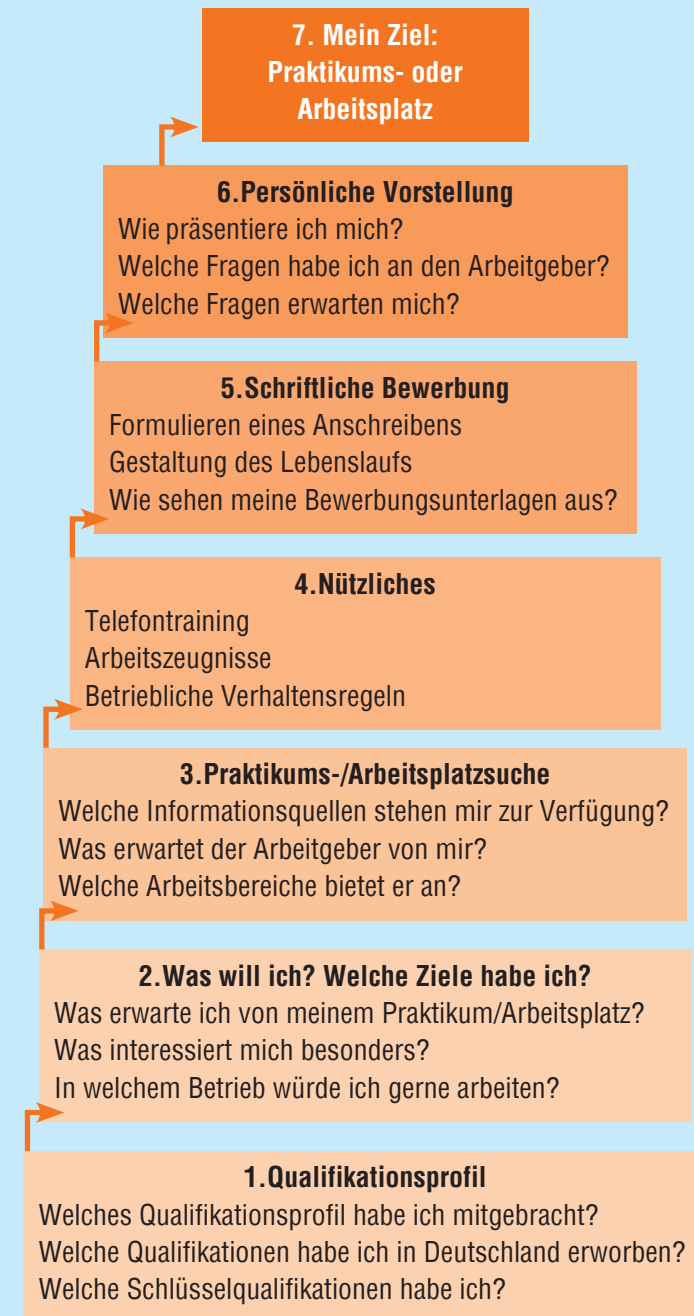 7. Mein Ziel:
Praktikums- oder
Arbeitsplatz
6.Persönliche Vorstellung
Wie präsentiere ich mich?
Welche Fragen habe ich an den Arbeitgeber?
Welche Fragen erwarten mich?
5.Schriftliche Bewerbung
Formulieren eines Anschreibens
Gestaltung des Lebenslaufs
Wie sehen meine Bewerbungsunterlagen aus?
4.Nützliches
Telefontraining
Arbeitszeugnisse
Betriebliche Verhaltensregeln
3.Praktikums-/Arbeitsplatzsuche
Welche Informationsquellen stehen mir zur Verfügung?
Was erwartet der Arbeitgeber von mir?
Welche Arbeitsbereiche bietet er an?
2.Was will ich? Welche Ziele habe ich?
Was erwarte ich von meinem Praktikum/Arbeitsplatz?
Was interessiert mich besonders?
In welchem Betrieb würde ich gerne arbeiten?
1.Qualifikationsprofil
Welches Qualifikationsprofil habe ich mitgebracht?
Welche Qualifikationen habe ich in Deutschland erworben?
Welche Schlüsselqualifikationen habe ich?